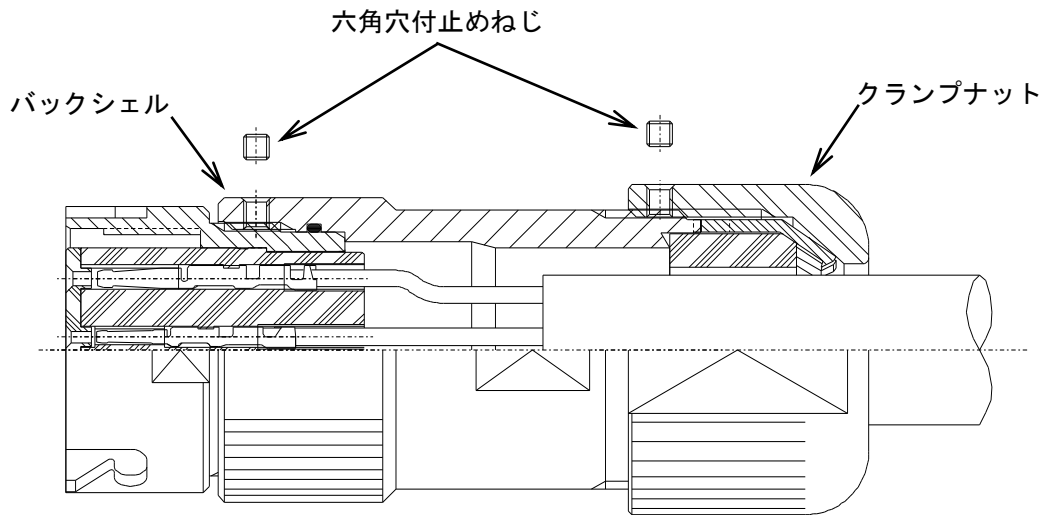 六角穴付止めねじ
バックシェル
クランプナット